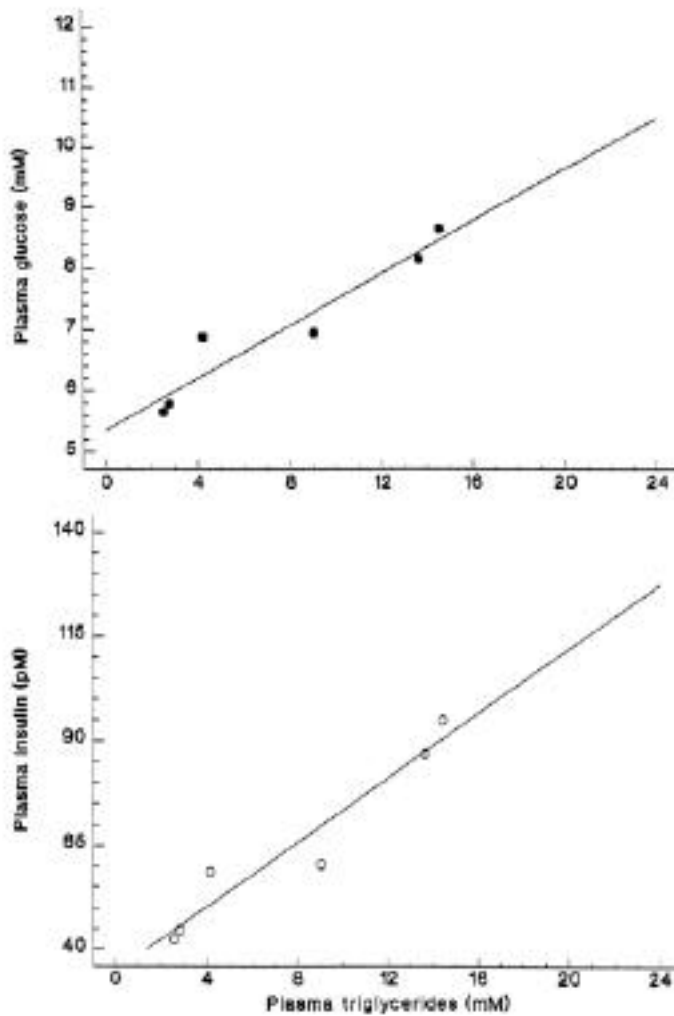 12
11
10
9
8
7
6
5
Plasma glucose (mM)
0 4 8 12 16 20 24
140
115
90
65
40
Plasma insulin (pM)
0 4 8 12 16 20 24
Plasma triglycerides (mM)